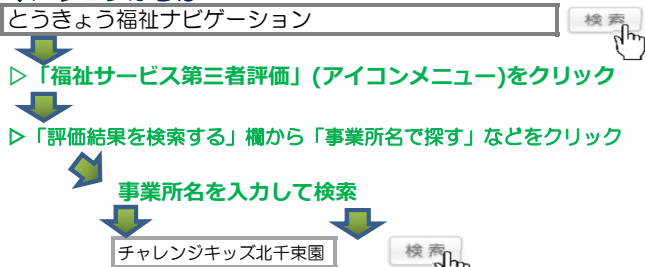 とうきょう福祉ナビゲーション 検 索
▷「福祉サービス第三者評価」(アイコンメニュー)をクリック
▷「評価結果を検索する」欄から「事業所名で探す」などをクリック
事業所名を入力して検索
チャレンジキッズ北千束園 検 索